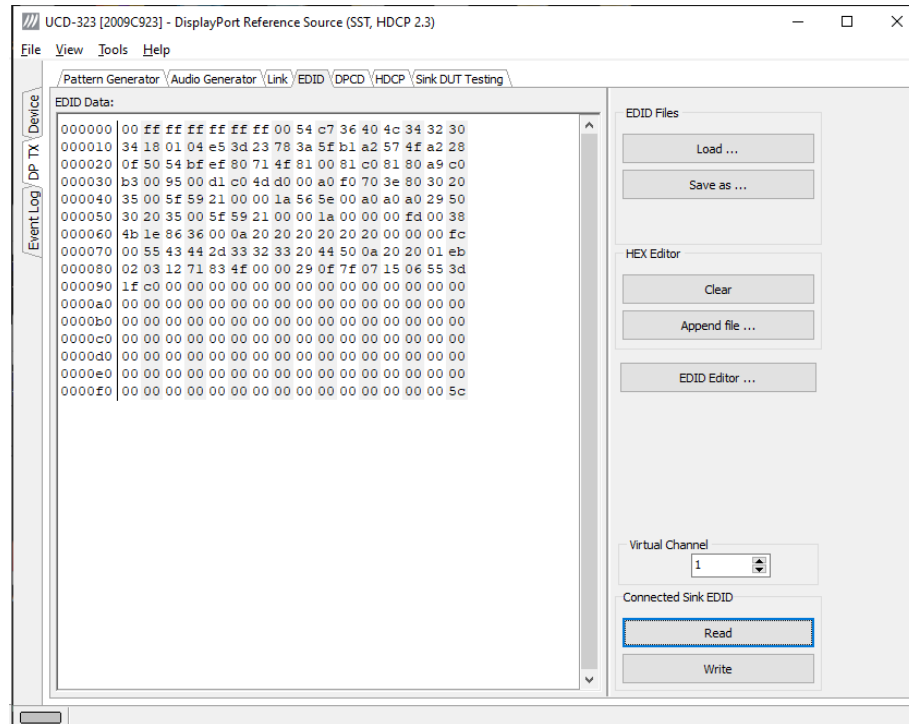 UCD-323 [2009C923] - DisplayPort Reference Source (SST, HDCP 2.3)
File View Tools Help
Pattern Generator Audio Generator Link EDID DPCD HDCP Sink DUT Testing
Device
DP TX
Event Log
EDID Data:
000000 00 ff ff ff ff ff ff 00 54 c7 36 40 4c 34 32 30
000010 34 18 01 04 e5 3d 23 78 3a 5f b1 a2 57 4f a2 28
000020 0f 50 54 bf ef 80 71 4f 81 00 81 c0 81 80 a9 c0
000030 b3 00 95 00 d1 c0 4d d0 00 a0 f0 70 3e 80 30 20
000040 35 00 5f 59 21 00 00 1a 56 5e 00 a0 a0 a0 29 50
000050 30 20 35 00 5f 59 21 00 00 1a 00 00 00 fd 00 38
000060 4b 1e 86 36 00 0a 20 20 20 20 20 20 00 00 00 fc
000070 00 55 43 44 2d 33 32 33 20 44 50 0a 20 20 01 eb
000080 02 03 12 71 83 4f 00 00 29 0f 7f 07 15 06 55 3d
000090 1f c0 00 00 00 00 00 00 00 00 00 00 00 00 00 00
0000a0 00 00 00 00 00 00 00 00 00 00 00 00 00 00 00 00
0000b0 00 00 00 00 00 00 00 00 00 00 00 00 00 00 00 00
0000c0 00 00 00 00 00 00 00 00 00 00 00 00 00 00 00 00
0000d0 00 00 00 00 00 00 00 00 00 00 00 00 00 00 00 00
0000e0 00 00 00 00 00 00 00 00 00 00 00 00 00 00 00 00
0000f0 00 00 00 00 00 00 00 00 00 00 00 00 00 00 00 5c
EDID Files
Load ...
Save as ...
HEX Editor
Clear
Append file ...
EDID Editor ...
Virtual Channel
1
Connected Sink EDID
Read
Write